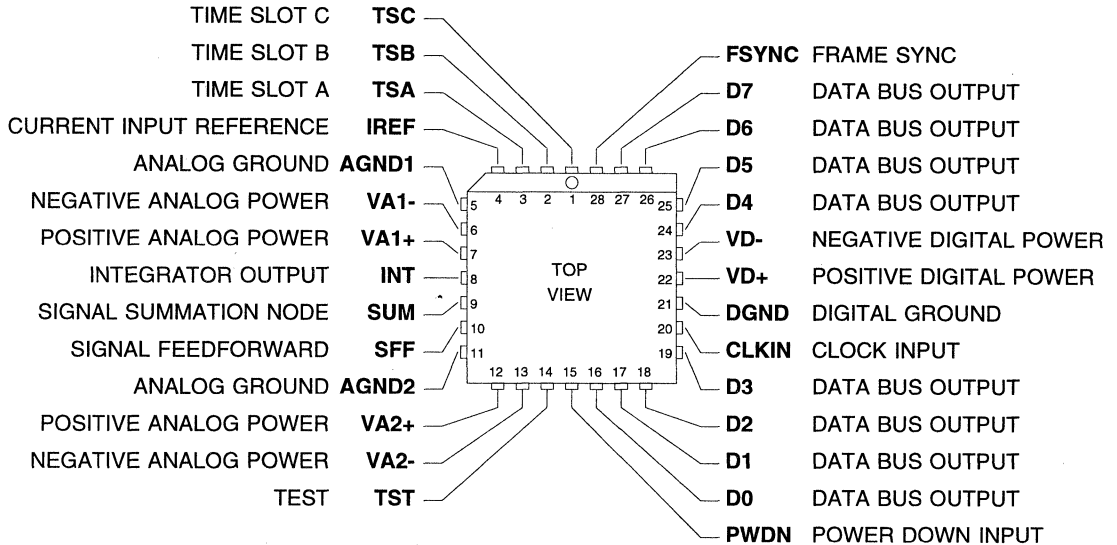 TIME SLOT C TSC
TIME SLOT B TSB
TIME SLOT A TSA
CURRENT INPUT REFERENCE IREF
ANALOG GROUND AGND1
NEGATIVE ANALOG POWER VA1-
POSITIVE ANALOG POWER VA1+
INTEGRATOR OUTPUT INT
SIGNAL SUMMATION NODE SUM
SIGNAL FEEDFORWARD SFF
ANALOG GROUND AGND2
POSITIVE ANALOG POWER VA2+
NEGATIVE ANALOG POWER VA2-
TEST TST
4 3 2 1 28 27 26
5
6
7
8
9
10
11
TOP
VIEW
25
24
23
22
21
20
19
12 13 14 15 16 17 18
FSYNC FRAME SYNC
D7 DATA BUS OUTPUT
D6 DATA BUS OUTPUT
D5 DATA BUS OUTPUT
D4 DATA BUS OUTPUT
VD- NEGATIVE DIGITAL POWER
VD+ POSITIVE DIGITAL POWER
DGND DIGITAL GROUND
CLKIN CLOCK INPUT
D3 DATA BUS OUTPUT
D2 DATA BUS OUTPUT
D1 DATA BUS OUTPUT
D0 DATA BUS OUTPUT
PWDN POWER DOWN INPUT